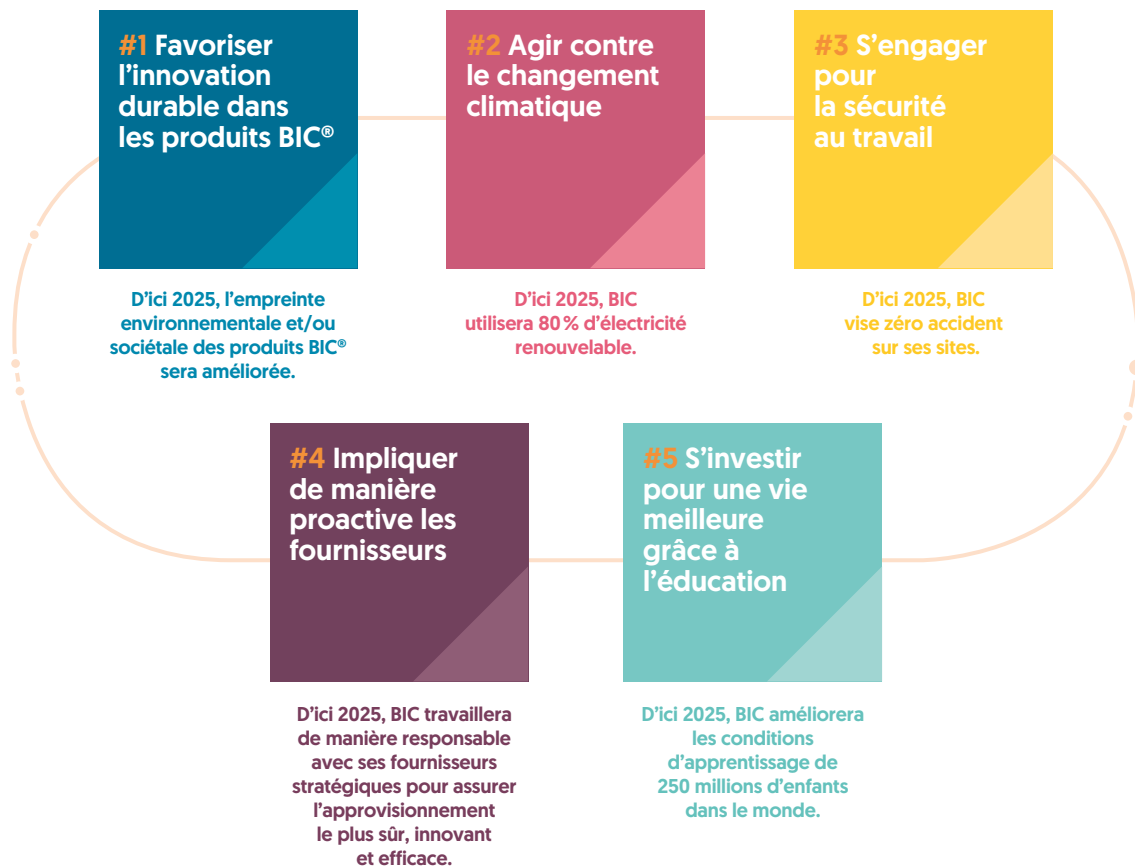 #1 Favoriser
l’innovation
durable dans
les produits BIC®
D’ici 2025, l’empreinte
environnementale et/ou
sociétale des produits BIC®
sera améliorée.
#2 Agir contre
le changement
climatique
D’ici 2025, BIC
utilisera 80 % d’électricité
renouvelable.
#3 S’engager
pour
la sécurité
au travail
D’ici 2025, BIC
vise zéro accident
sur ses sites.
#4 Impliquer
de manière
proactive les
fournisseurs
D’ici 2025, BIC travaillera
de manière responsable
avec ses fournisseurs
stratégiques pour assurer
l’approvisionnement
le plus sûr, innovant
et efficace.
#5 S’investir
pour une vie
meilleure
grâce à
l’éducation
D’ici 2025, BIC améliorera
les conditions
d’apprentissage de
250 millions d’enfants
dans le monde.